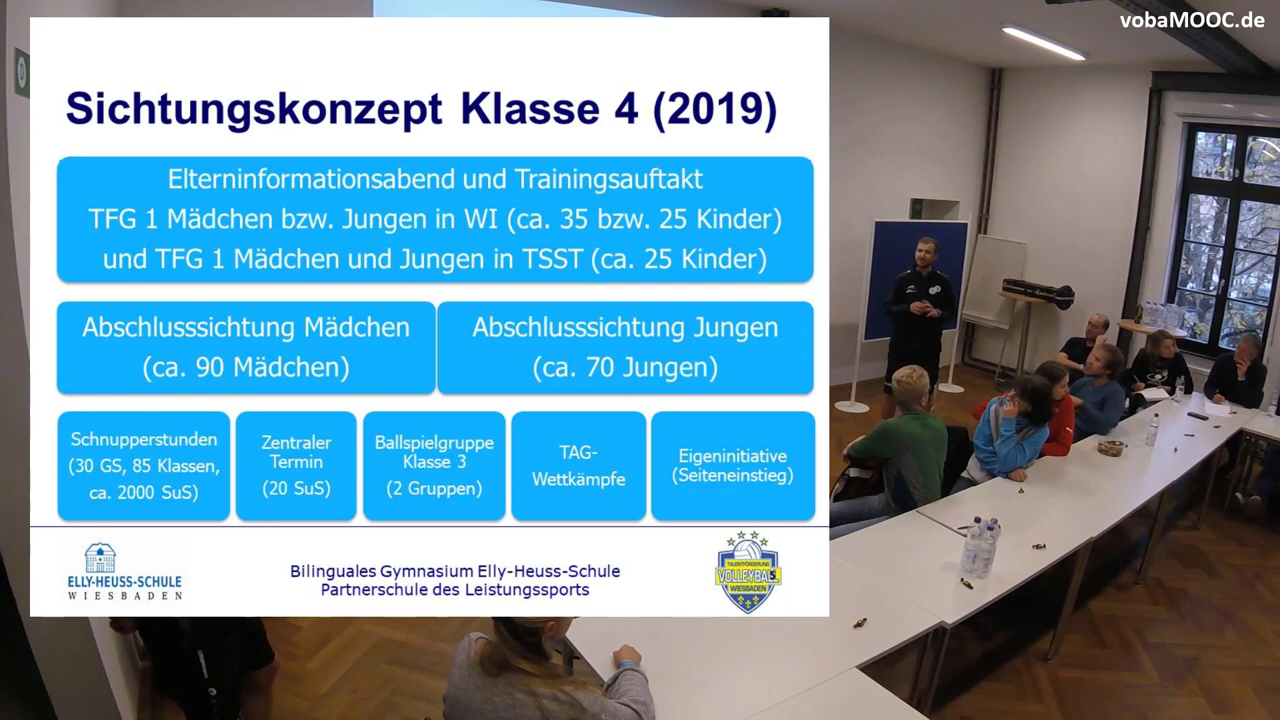 vobaMOOC.de
Sichtungskonzept Klasse 4 (2019)
Elterninformationsabend und Trainingsauftakt
TFG 1 Mädchen bzw. Jungen in WI (ca. 35 bzw. 25 Kinder)
und TFG 1 Mädchen und Jungen in TSST (ca. 25 Kinder)
Abschlusssichtung Mädchen
(ca. 90 Mädchen)
Abschlusssichtung Jungen
(ca. 70 Jungen)
Schnupperstunden
(30 GS, 85 Klassen,
ca. 2000 SuS)
Zentraler
Termin
(20 SuS)
Ballspielgruppe
Klasse 3
(2 Gruppen)
TAG-
Wettkämpfe
Eigeninitiative
(Seiteneinstieg)
ELLY-HEUSS-SCHULE
WIESBADEN
Bilinguales Gymnasium Elly-Heuss-Schule
Partnerschule des Leistungssports
TALENTFÖRDERUNG
VOLLEYBALL
WIESBADEN
5